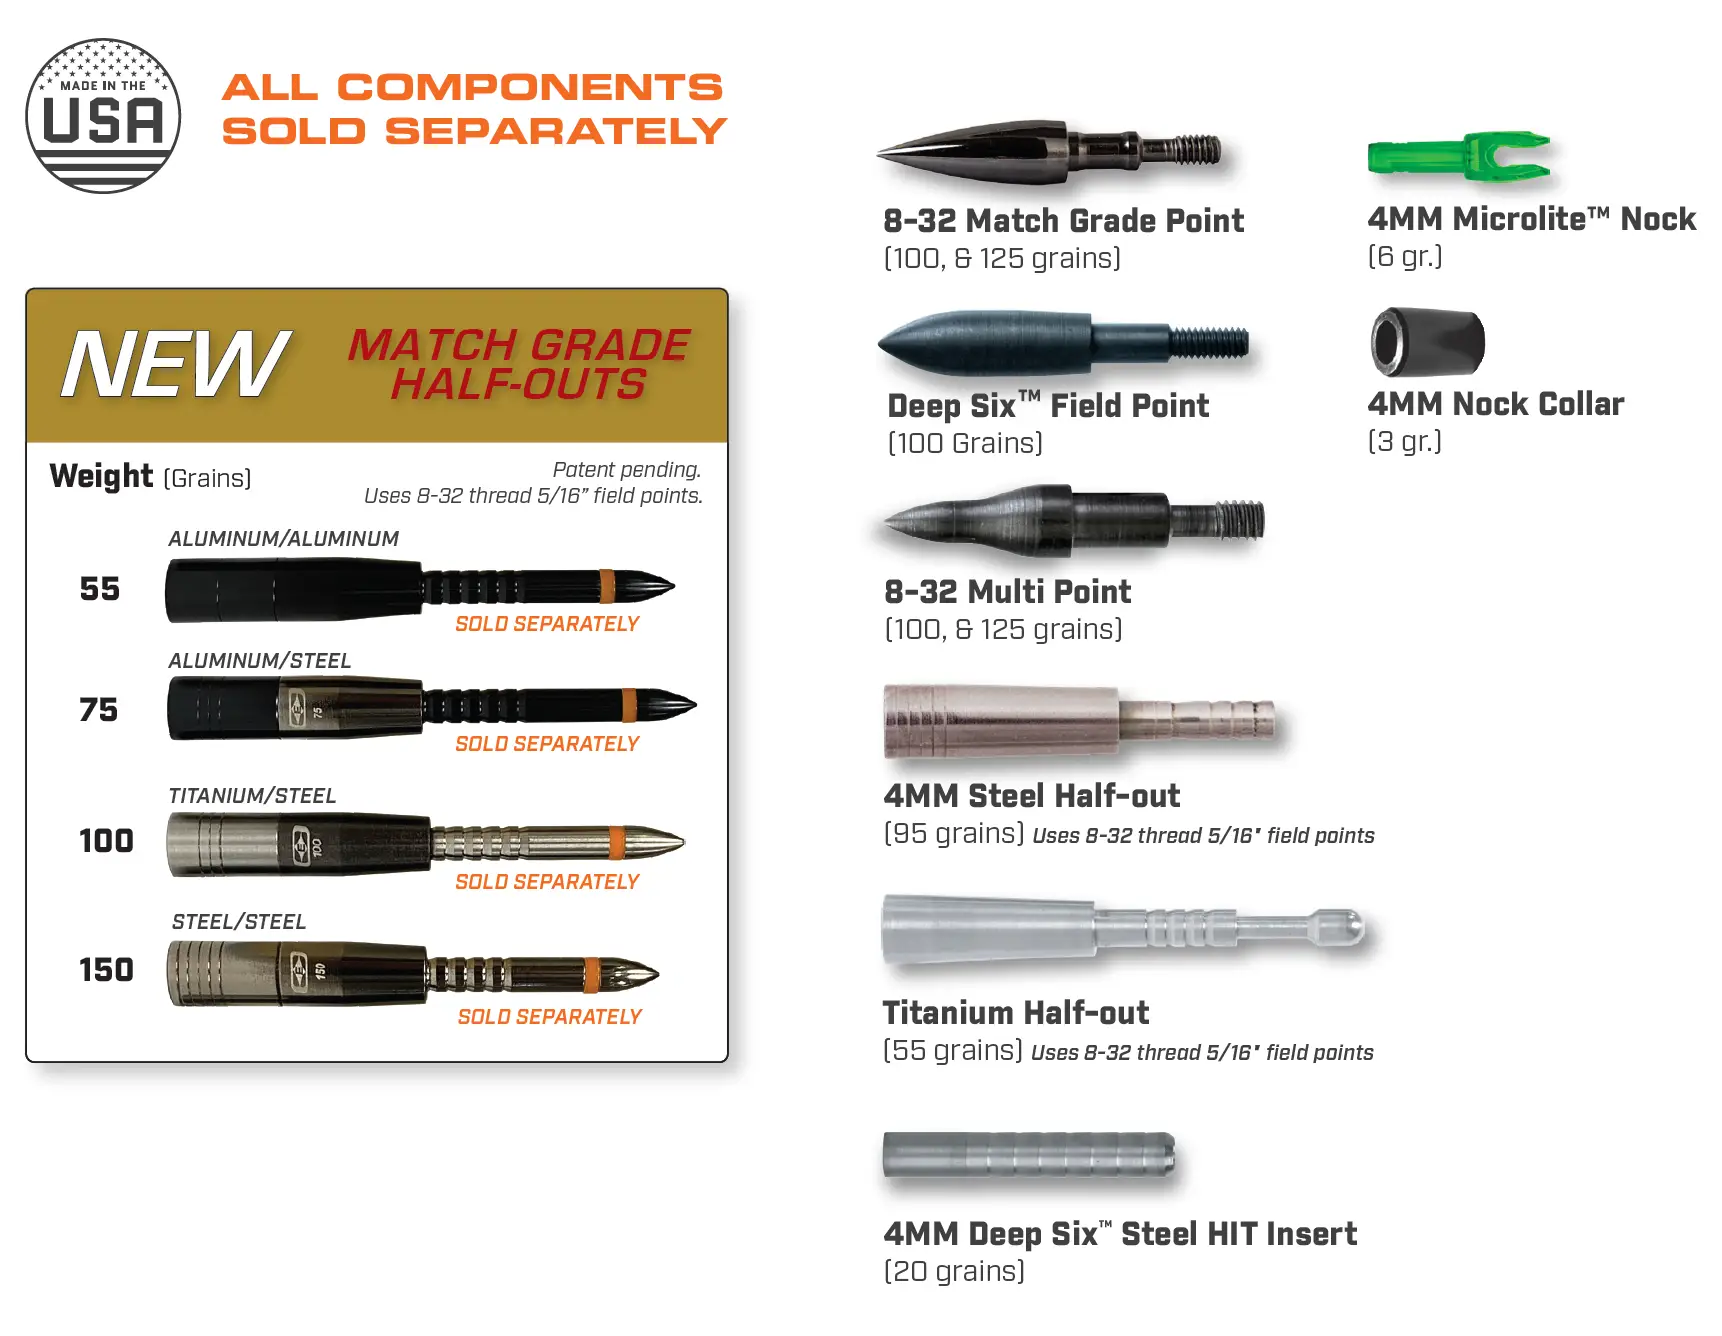 MADE IN THE
USA
ALL COMPONENTS
SOLD SEPARATELY
NEW
MATCH GRADE
HALF-OUTS
Weight (Grains)
Patent pending.
Uses 8-32 thread 5/16” field points.
ALUMINUM/ALUMINUM
55
SOLD SEPARATELY
ALUMINUM/STEEL
75
75
SOLD SEPARATELY
TITANIUM/STEEL
100
100
SOLD SEPARATELY
STEEL/STEEL
150
150
SOLD SEPARATELY
8-32 Match Grade Point
(100, & 125 grains)
Deep Six™ Field Point
(100 Grains)
8-32 Multi Point
(100, & 125 grains)
4MM Steel Half-out
(95 grains) Uses 8-32 thread 5/16" field points
Titanium Half-out
(55 grains) Uses 8-32 thread 5/16" field points
4MM Deep Six™ Steel HIT Insert
(20 grains)
4MM Microlite™ Nock
(6 gr.)
4MM Nock Collar
(3 gr.)